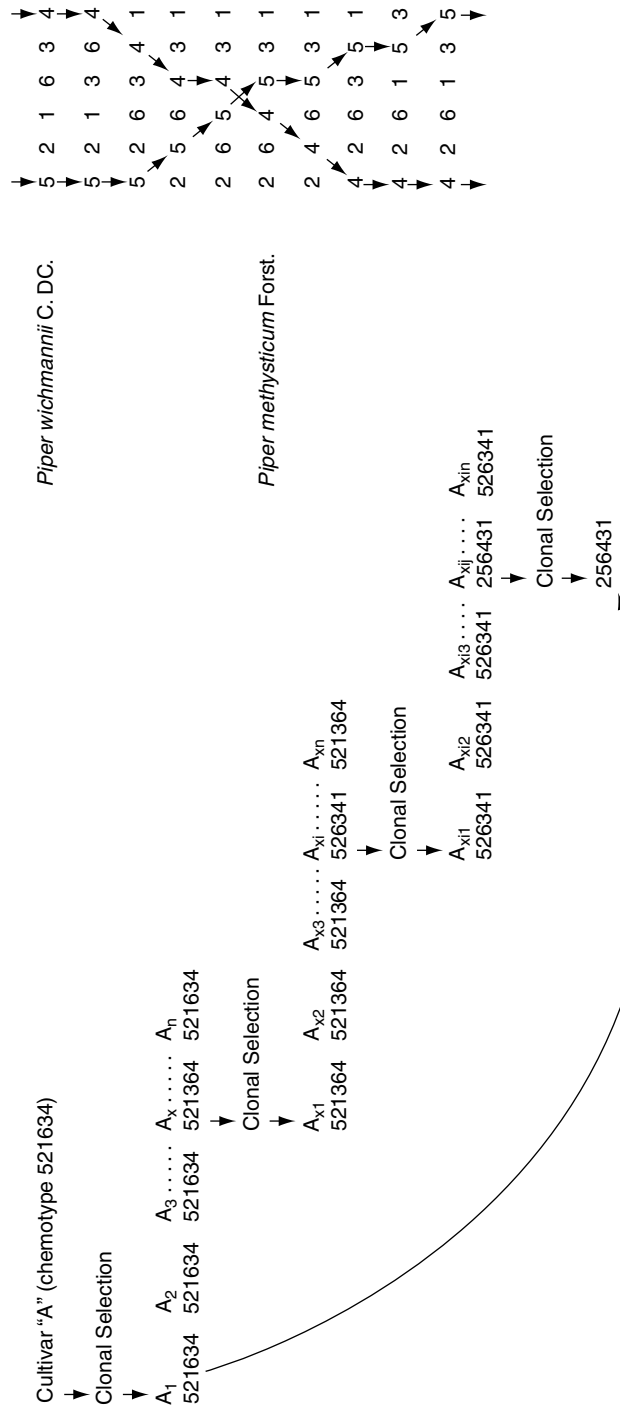 Cultivar “A” (chemotype 521634)
Clonal Selection
A1 A2 A3 ..... Ax ..... An
521634 521634 521634 521364 521634
Clonal Selection
Ax1 Ax2 Ax3 ..... Axi ...... Axn
521364 521364 521364 526341 521364
Clonal Selection
Axi1 Axi2 Axi3 .... Axij .... Axin
526341 526341 526341 256431 526341
Clonal Selection
256431
Piper wichmannii C. DC.
Piper methysticum Forst.
5 2 1 6 3 4
5 2 1 3 6 4
5 2 6 3 4 1
2 5 6 4 3 1
2 6 5 4 3 1
2 6 4 5 3 1
2 4 6 5 3 1
4 2 6 3 5 1
4 2 6 1 5 3
4 2 6 1 3 5